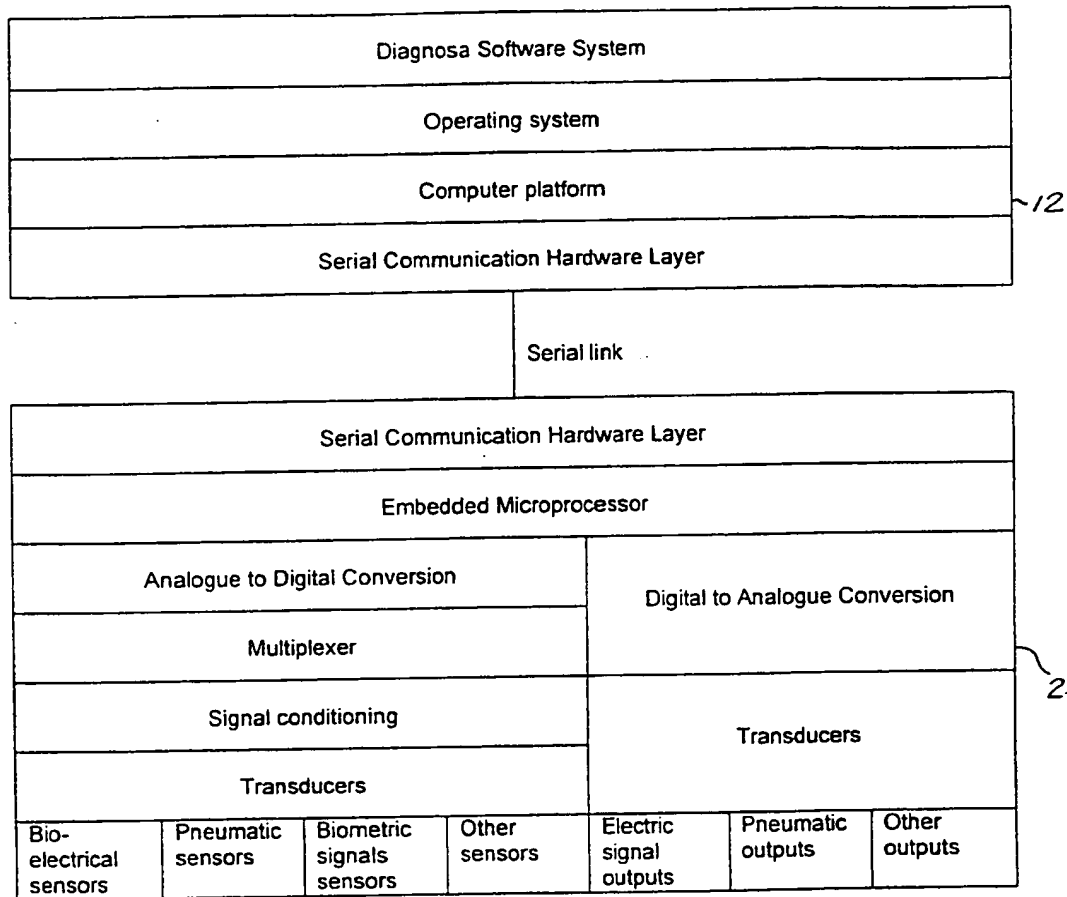 Diagnosa Software System
Operating system
Computer platform
12
Serial Communication Hardware Layer
Serial link
Serial Communication Hardware Layer
Embedded Microprocessor
Analogue to Digital Conversion
Digital to Analogue Conversion
Multiplexer
2
Signal conditioning
Transducers
Transducers
Bio-
electrical
sensors
Pneumatic
sensors
Biometric
signals
sensors
Other
sensors
Electric
signal
outputs
Pneumatic
outputs
Other
outputs